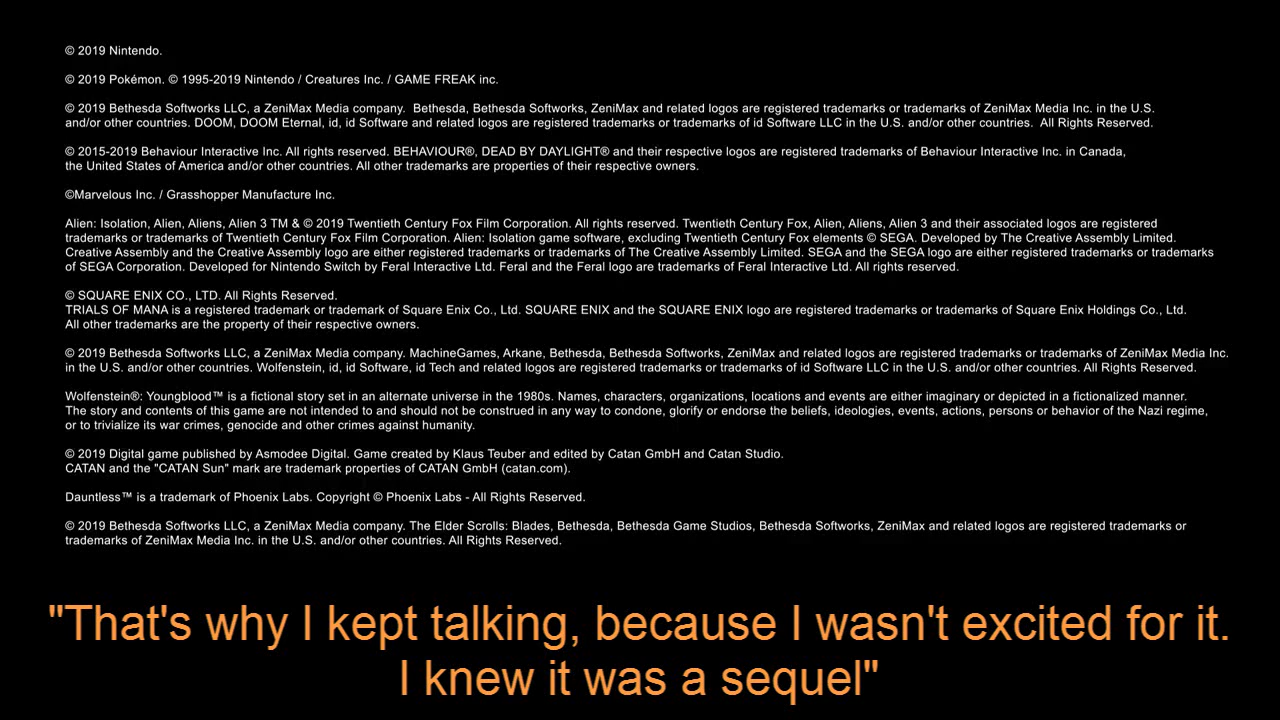 © 2019 Nintendo.
© 2019 Pokémon. © 1995-2019 Nintendo / Creatures Inc. / GAME FREAK inc.
© 2019 Bethesda Softworks LLC, a ZeniMax Media company.  Bethesda, Bethesda Softworks, ZeniMax and related logos are registered trademarks or trademarks of ZeniMax Media Inc. in the U.S.
and/or other countries. DOOM, DOOM Eternal, id, id Software and related logos are registered trademarks or trademarks of id Software LLC in the U.S. and/or other countries.  All Rights Reserved.
© 2015-2019 Behaviour Interactive Inc. All rights reserved. BEHAVIOUR®, DEAD BY DAYLIGHT® and their respective logos are registered trademarks of Behaviour Interactive Inc. in Canada,
the United States of America and/or other countries. All other trademarks are properties of their respective owners.
©Marvelous Inc. / Grasshopper Manufacture Inc.
Alien: Isolation, Alien, Aliens, Alien 3 TM & © 2019 Twentieth Century Fox Film Corporation. All rights reserved. Twentieth Century Fox, Alien, Aliens, Alien 3 and their associated logos are registered
trademarks or trademarks of Twentieth Century Fox Film Corporation. Alien: Isolation game software, excluding Twentieth Century Fox elements © SEGA. Developed by The Creative Assembly Limited.
Creative Assembly and the Creative Assembly logo are either registered trademarks or trademarks of The Creative Assembly Limited. SEGA and the SEGA logo are either registered trademarks or trademarks
of SEGA Corporation. Developed for Nintendo Switch by Feral Interactive Ltd. Feral and the Feral logo are trademarks of Feral Interactive Ltd. All rights reserved.
© SQUARE ENIX CO., LTD. All Rights Reserved.
TRIALS OF MANA is a registered trademark or trademark of Square Enix Co., Ltd. SQUARE ENIX and the SQUARE ENIX logo are registered trademarks or trademarks of Square Enix Holdings Co., Ltd.
All other trademarks are the property of their respective owners.
© 2019 Bethesda Softworks LLC, a ZeniMax Media company. MachineGames, Arkane, Bethesda, Bethesda Softworks, ZeniMax and related logos are registered trademarks or trademarks of ZeniMax Media Inc.
in the U.S. and/or other countries. Wolfenstein, id, id Software, id Tech and related logos are registered trademarks or trademarks of id Software LLC in the U.S. and/or other countries. All Rights Reserved.
Wolfenstein®: Youngblood™ is a fictional story set in an alternate universe in the 1980s. Names, characters, organizations, locations and events are either imaginary or depicted in a fictionalized manner.
The story and contents of this game are not intended to and should not be construed in any way to condone, glorify or endorse the beliefs, ideologies, events, actions, persons or behavior of the Nazi regime,
or to trivialize its war crimes, genocide and other crimes against humanity.
© 2019 Digital game published by Asmodee Digital. Game created by Klaus Teuber and edited by Catan GmbH and Catan Studio.
CATAN and the "CATAN Sun" mark are trademark properties of CATAN GmbH (catan.com).
Dauntless™ is a trademark of Phoenix Labs. Copyright © Phoenix Labs - All Rights Reserved.
© 2019 Bethesda Softworks LLC, a ZeniMax Media company. The Elder Scrolls: Blades, Bethesda, Bethesda Game Studios, Bethesda Softworks, ZeniMax and related logos are registered trademarks or
trademarks of ZeniMax Media Inc. in the U.S. and/or other countries. All Rights Reserved.
"That's why I kept talking, because I wasn't excited for it.
I knew it was a sequel"